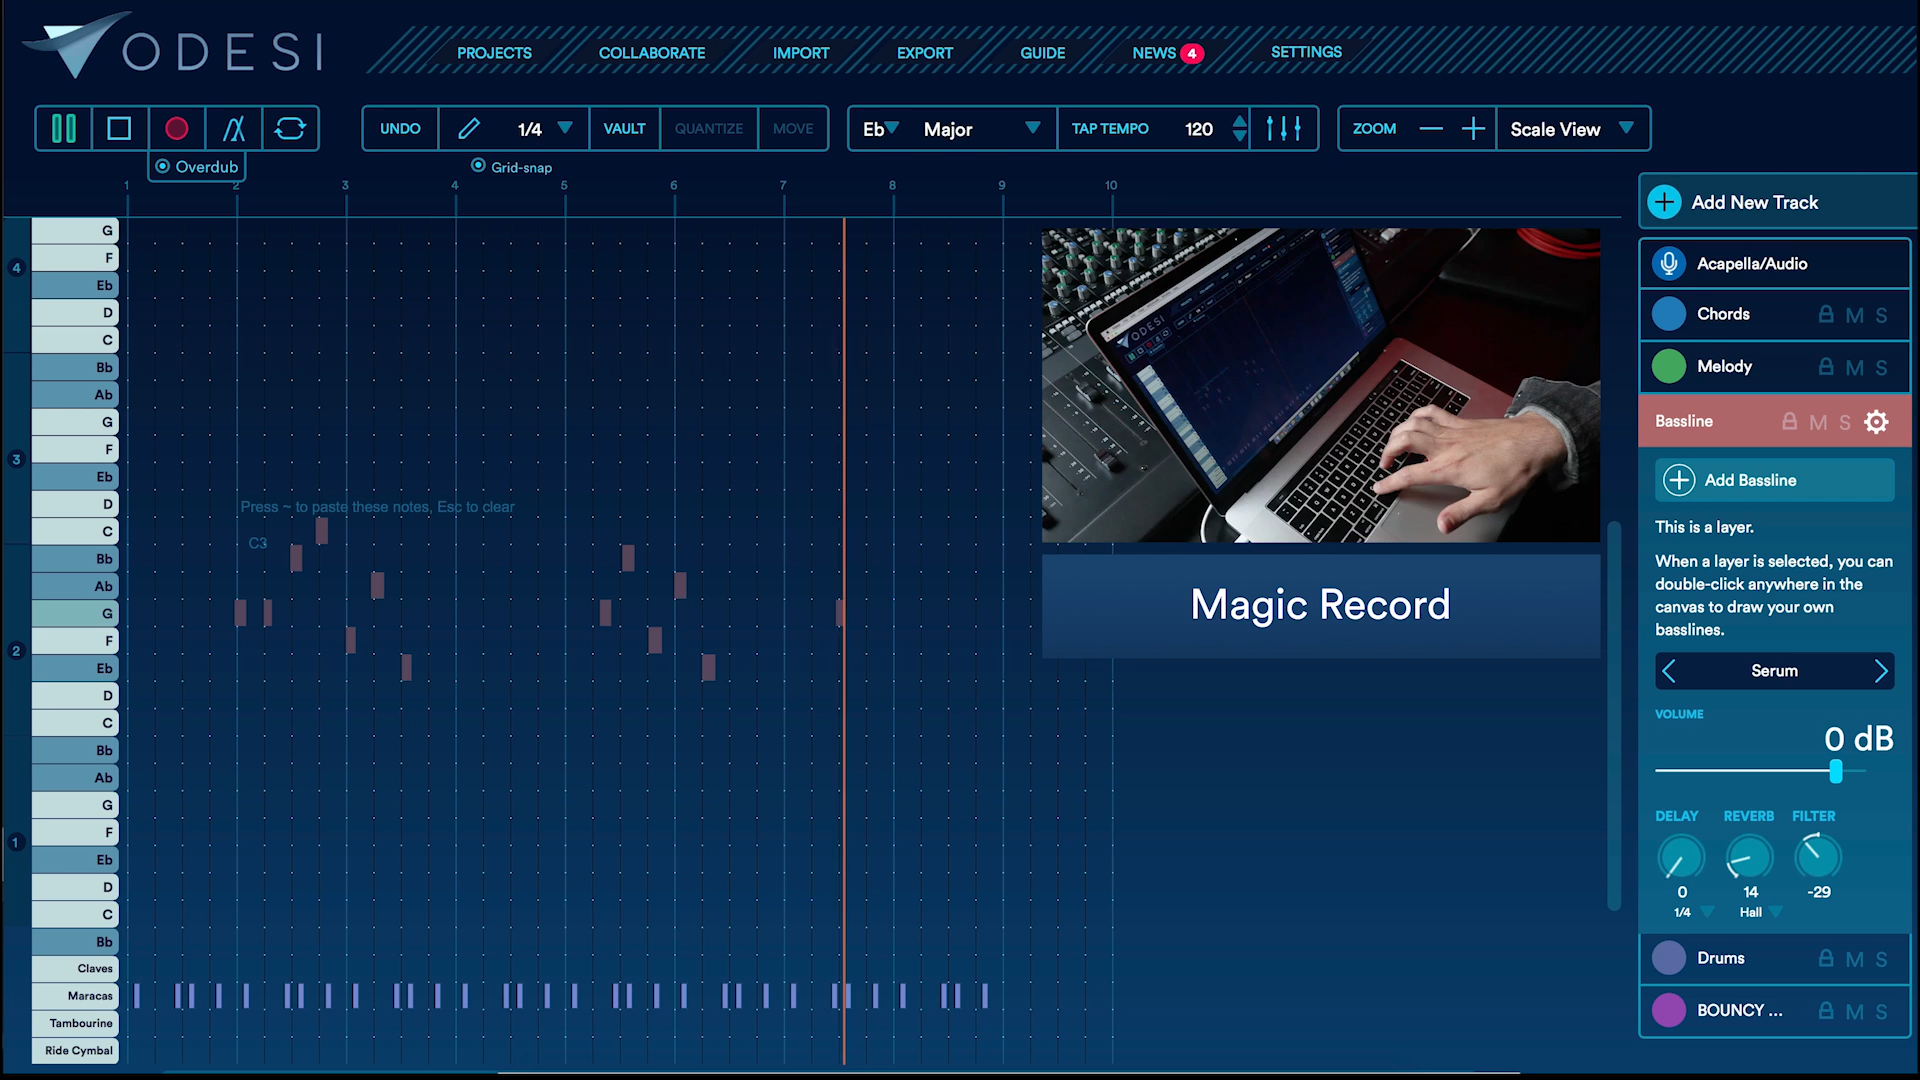 ODESI
PROJECTS COLLABORATE IMPORT EXPORT GUIDE NEWS 4 SETTINGS
UNDO 1/4 VAULT QUANTIZE MOVE Eb Major TAP TEMPO 120 ZOOM Scale View
Overdub Grid-snap
1 2 3 4 5 6 7 8 9 10
G
4 F
Eb
D
C
Bb
Ab
G
3 F
Eb
D
C
Bb
Ab
G
2 F
Eb
D
C
Bb
Ab
G
1 F
Eb
D
C
Bb
Claves
Maracas
Tambourine
Ride Cymbal
Press ~ to paste these notes, Esc to clear
C3
ODESI
Magic Record
Add New Track
Acapella/Audio
Chords M S
Melody M S
Bassline M S
Add Bassline
This is a layer.
When a layer is selected, you can
double-click anywhere in the
canvas to draw your own
basslines.
Serum
VOLUME
0 dB
DELAY REVERB FILTER
0 14 -29
1/4 Hall
Drums M S
BOUNCY ... M S